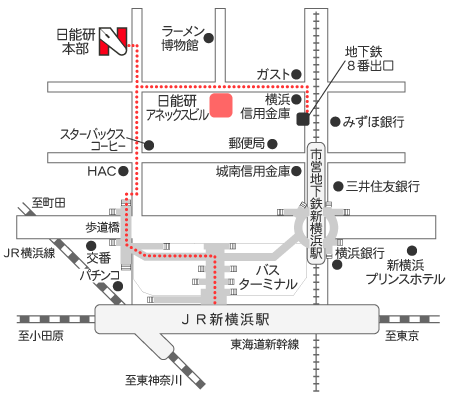 日能研
本部
ラーメン
博物館
地下鉄
8番出口
ガスト
日能研
アネックスビル
横浜
信用金庫
みずほ銀行
スターバックス
コーヒー
郵便局
HAC
城南信用金庫
市営地下鉄新横浜駅
三井住友銀行
至町田
歩道橋
JR横浜線
交番
パチンコ
バス
ターミナル
横浜銀行
新横浜
プリンスホテル
JR新横浜駅
至小田原
至東京
東海道新幹線
至東神奈川